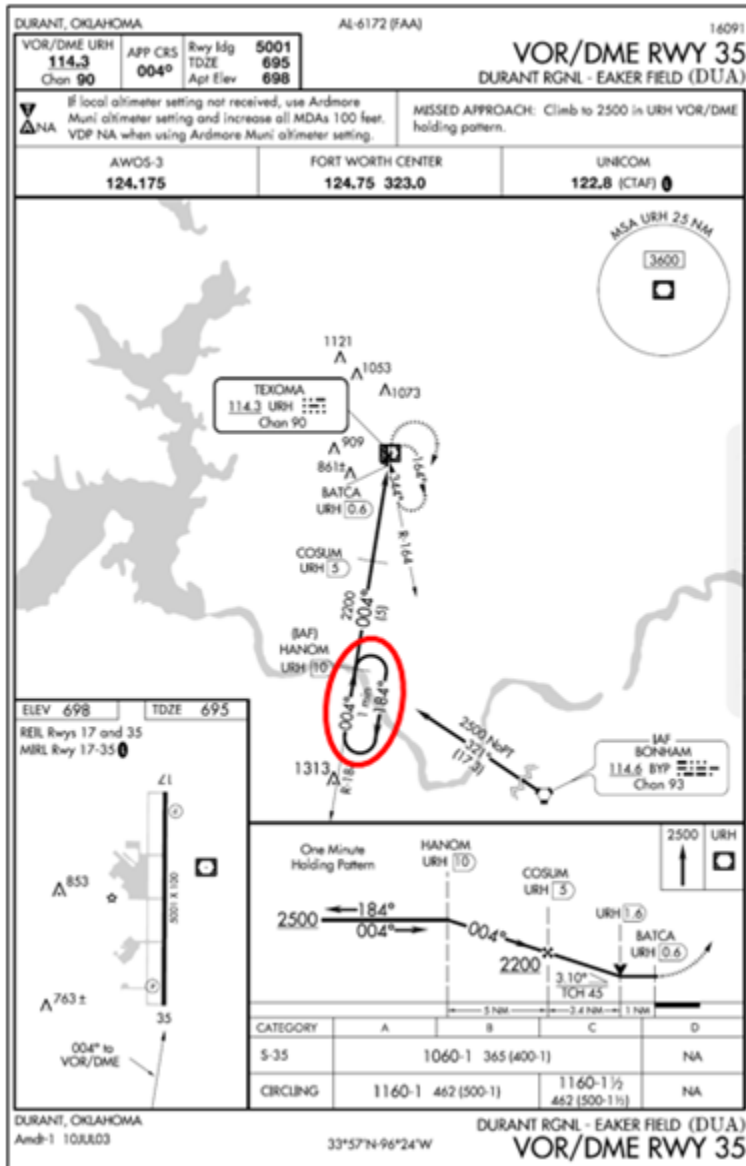 DURANT, OKLAHOMA
AL-6172 (FAA)
16091
VOR/DME URH
114.3
Chan 90
APP CRS
004°
Rwy ldg 5001
TDZE 695
Apt Elev 698
VOR/DME RWY 35
DURANT RGNL - EAKER FIELD (DUA)
NA
If local altimeter setting not received, use Ardmore
Muni altimeter setting and increase all MDAs 100 feet.
VDP NA when using Ardmore Muni altimeter setting.
MISSED APPROACH: Climb to 2500 in URH VOR/DME
holding pattern.
AWOS-3
124.175
FORT WORTH CENTER
124.75 323.0
UNICOM
122.8 (CTAF) L
MSA URH 25 NM
3600
1121
1053
1073
TEXOMA
114.3 URH
Chan 90
909
861±
BATCA
URH 0.6
164°
344°
R-164
COSUM
URH 5
2200
004°
(5)
(IAF)
HANOM
URH 10
004°
1 min
184°
1313
2500 NoPT
321°
(17.3)
IAF
BONHAM
114.6 BYP
Chan 93
ELEV 698
TDZE 695
REIL Rwys 17 and 35
MIRL Rwy 17-35 L
17
853
5001 X 100
763±
35
004° to
VOR/DME
One Minute
Holding Pattern
HANOM
URH 10
COSUM
URH 5
URH 1.6
BATCA
URH 0.6
2500
URH
2500
184°
004°
004°
2200
3.10°
TCH 45
5 NM
3.4 NM
1 NM
CATEGORY A B C D
S-35 1060-1 365 (400-1) NA
CIRCLING 1160-1 462 (500-1) 1160-1½ 462 (500-1½) NA
DURANT, OKLAHOMA
Amdt-1 10JUL03
33°57'N-96°24'W
DURANT RGNL - EAKER FIELD (DUA)
VOR/DME RWY 35